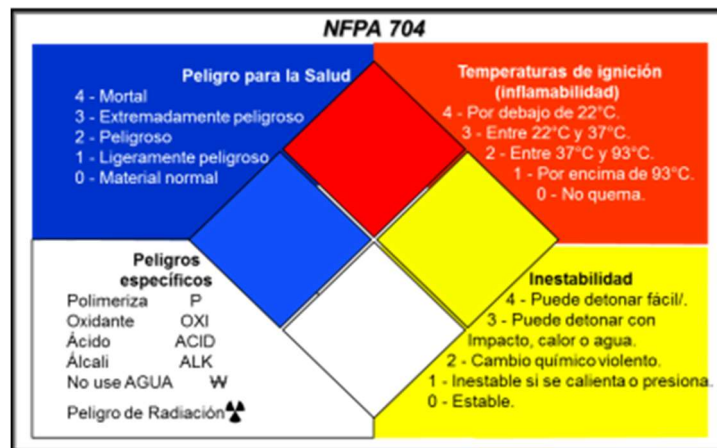 NFPA 704
Peligro para la Salud
4 - Mortal
3 - Extremadamente peligroso
2 - Peligroso
1 - Ligeramente peligroso
0 - Material normal
Temperaturas de ignición
(inflamabilidad)
4 - Por debajo de 22°C.
3 - Entre 22°C y 37°C.
2 - Entre 37°C y 93°C.
1 - Por encima de 93°C.
0 - No quema.
Peligros
específicos
Polimeriza P
Oxidante OXI
Ácido ACID
Álcali ALK
No use AGUA W
Peligro de Radiación
Inestabilidad
4 - Puede detonar fácil/.
3 - Puede detonar con
Impacto, calor o agua.
2 - Cambio químico violento.
1 - Inestable si se calienta o presiona.
0 - Estable.